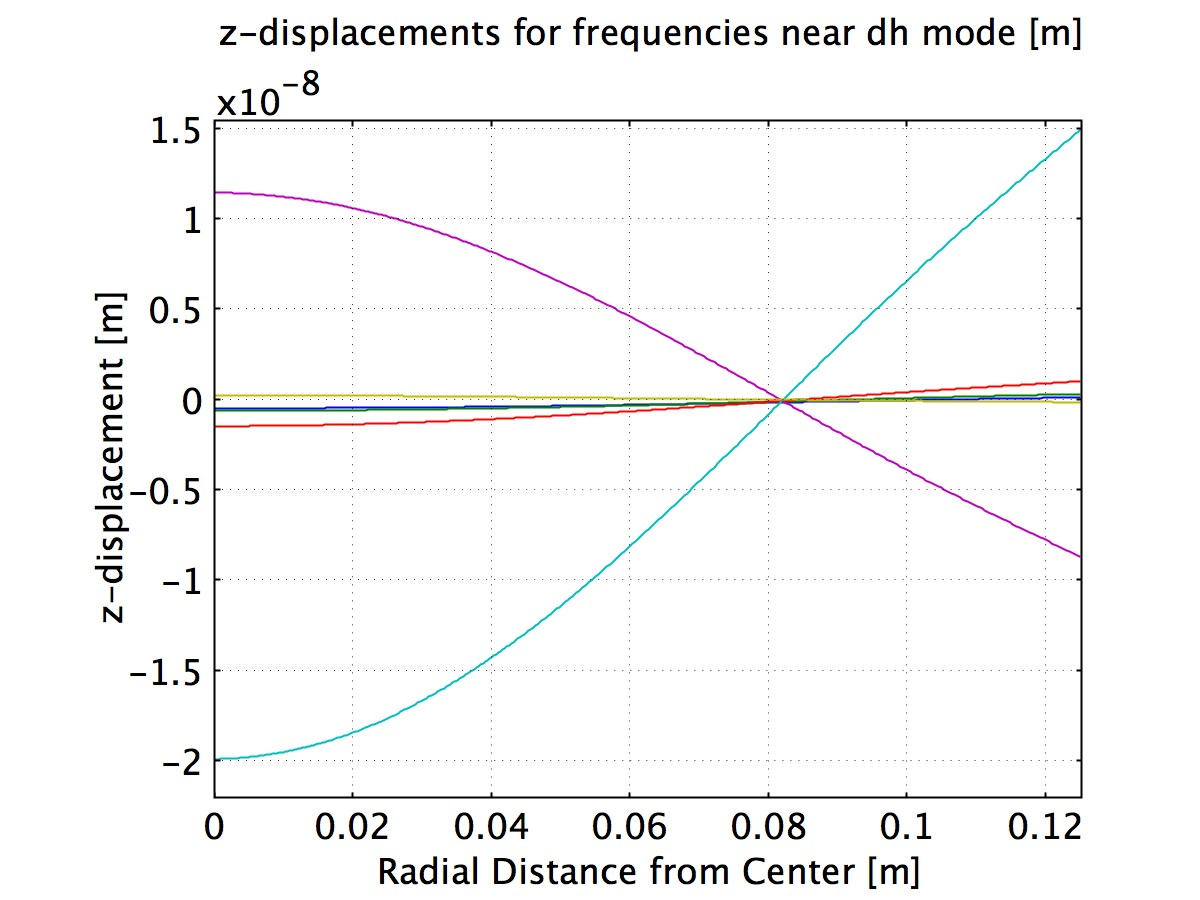 z-displacements for frequencies near dh mode [m]
x10^-8
1.5
1
0.5
0
-0.5
-1
-1.5
-2
z-displacement [m]
0 0.02 0.04 0.06 0.08 0.1 0.12
Radial Distance from Center [m]